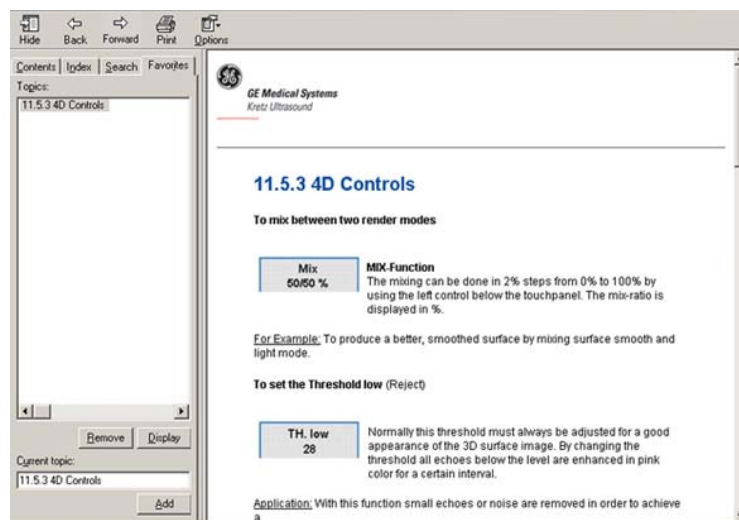 Hide Back Forward Print Options
Contents Index Search Favorites
Topics:
11.5.3 4D Controls
Remove Display
Current topic:
11.5.3 4D Controls
Add
GE Medical Systems
Kretz Ultrasound
11.5.3 4D Controls
To mix between two render modes
Mix
50/50 %
MIX-Function
The mixing can be done in 2% steps from 0% to 100% by
using the left control below the touchpanel. The mix-ratio is
displayed in %.
For Example: To produce a better, smoothed surface by mixing surface smooth and
light mode.
To set the Threshold low (Reject)
TH. low
28
Normally this threshold must always be adjusted for a good
appearance of the 3D surface image. By changing the
threshold all echoes below the level are enhanced in pink
color for a certain interval.
Application: With this function small echoes or noise are removed in order to achieve
a